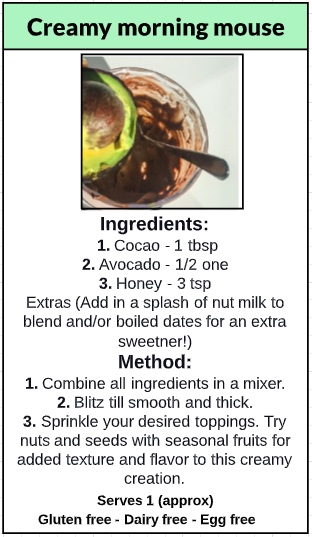 Creamy morning mouse
Ingredients:
1. Cocao - 1 tbsp
2. Avocado - 1/2 one
3. Honey - 3 tsp
Extras (Add in a splash of nut milk to
blend and/or boiled dates for an extra
sweetner!)
Method:
1. Combine all ingredients in a mixer.
2. Blitz till smooth and thick.
3. Sprinkle your desired toppings. Try
nuts and seeds with seasonal fruits for
added texture and flavor to this creamy
creation.
Serves 1 (approx)
Gluten free - Dairy free - Egg free